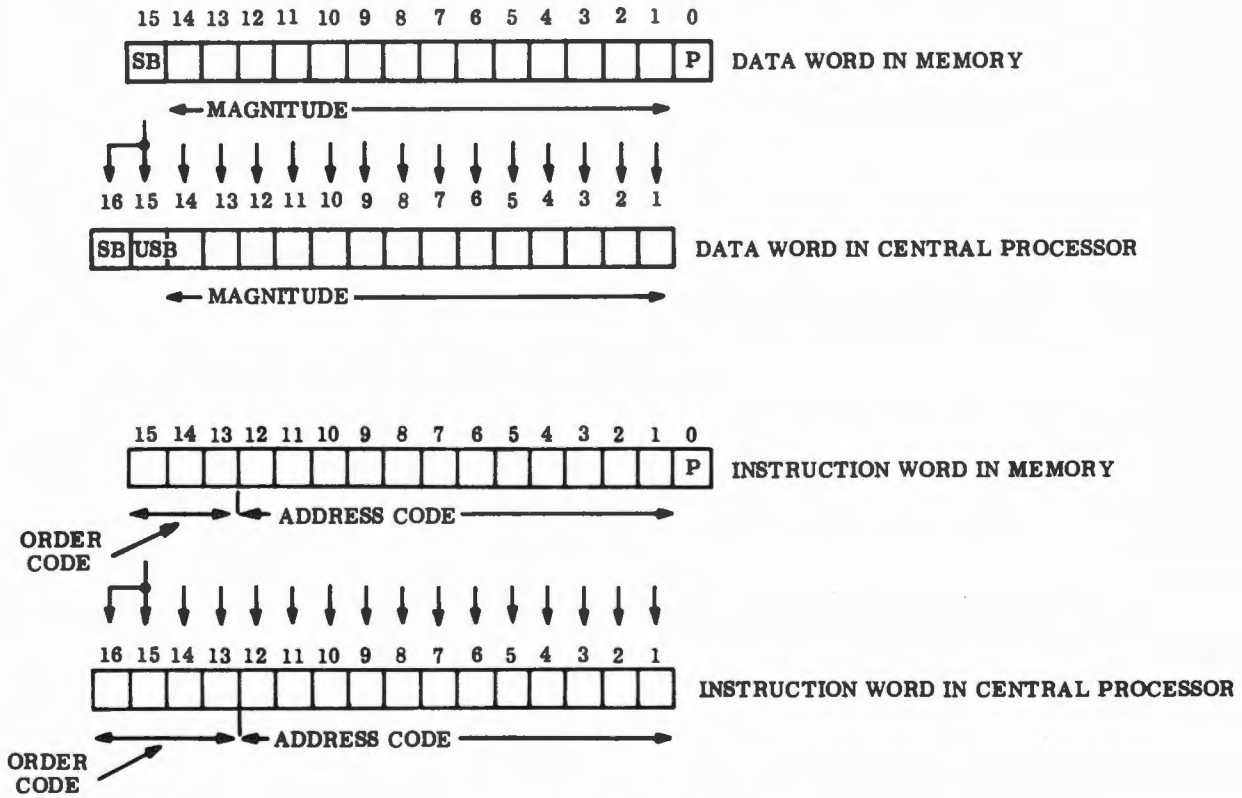 15 14 13 12 11 10 9 8 7 6 5 4 3 2 1 0
SB P DATA WORD IN MEMORY
MAGNITUDE
16 15 14 13 12 11 10 9 8 7 6 5 4 3 2 1
SB USB DATA WORD IN CENTRAL PROCESSOR
MAGNITUDE
15 14 13 12 11 10 9 8 7 6 5 4 3 2 1 0
P INSTRUCTION WORD IN MEMORY
ADDRESS CODE
ORDER
CODE
16 15 14 13 12 11 10 9 8 7 6 5 4 3 2 1
INSTRUCTION WORD IN CENTRAL PROCESSOR
ADDRESS CODE
ORDER
CODE